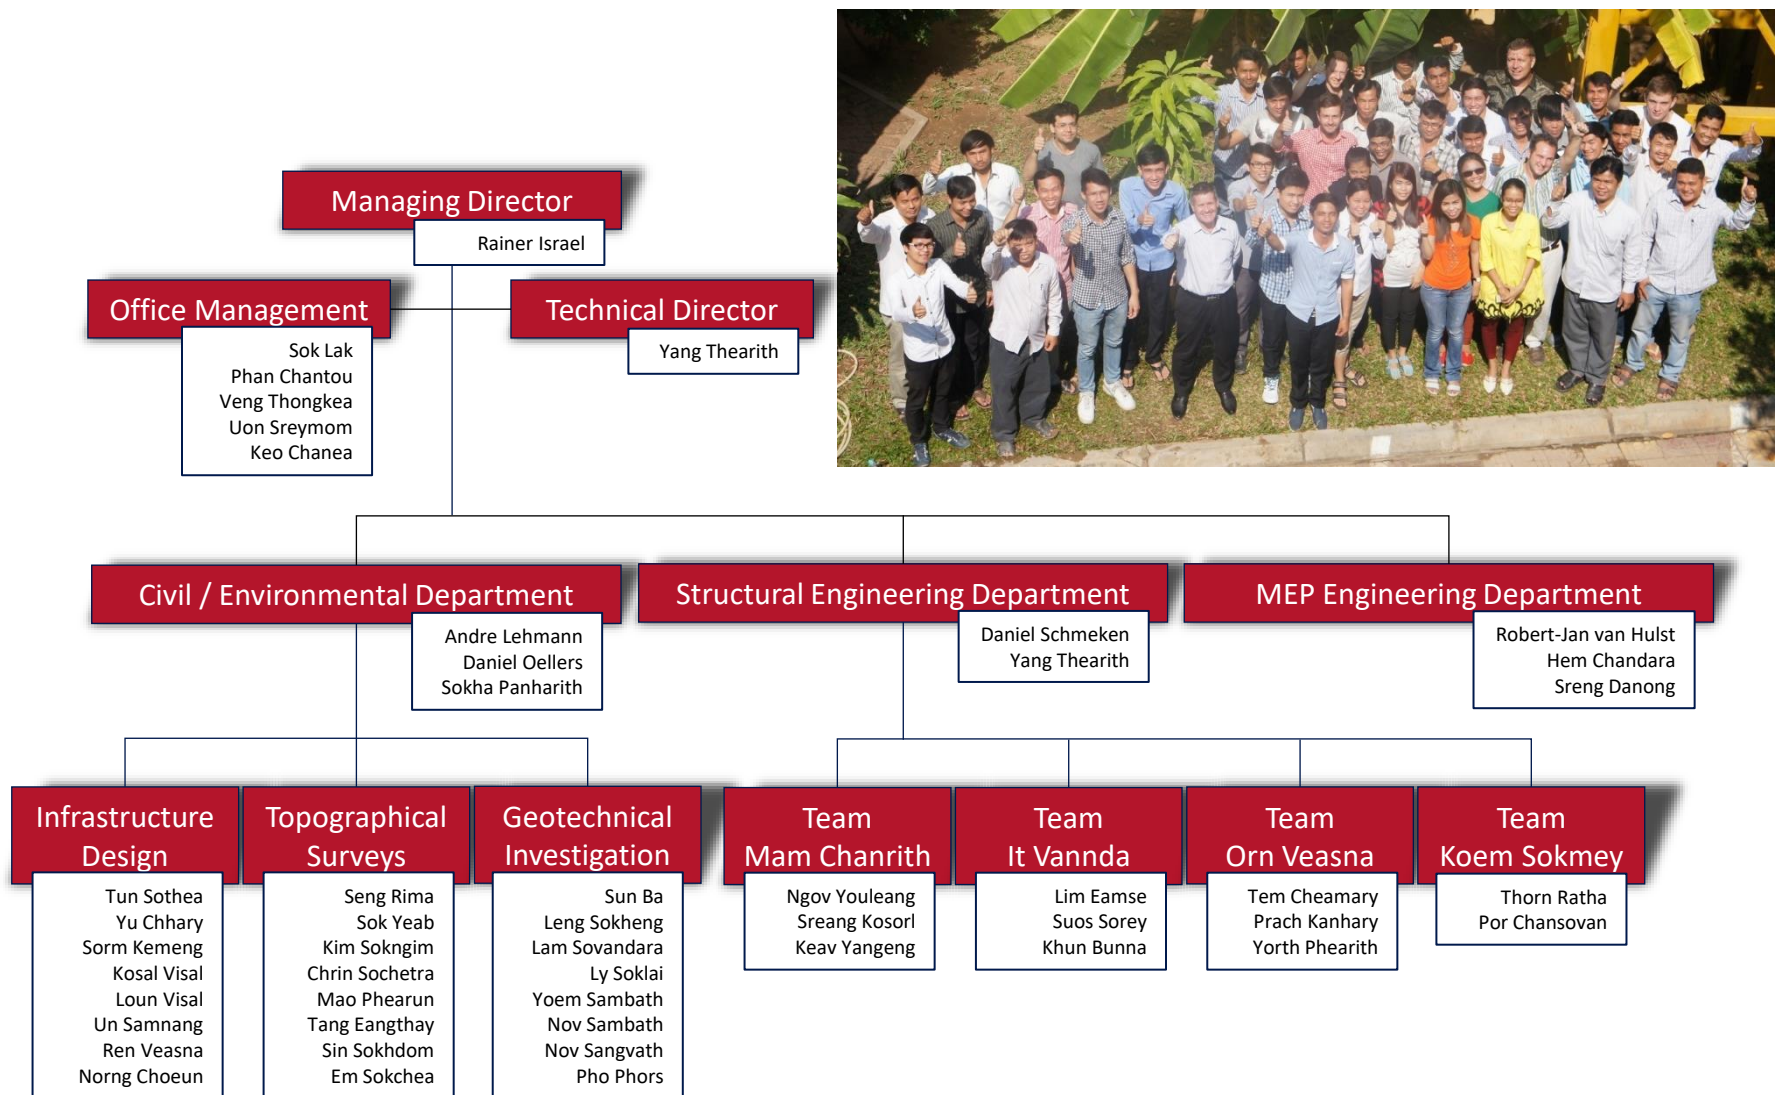 Managing Director
Rainer Israel
Office Management
Sok Lak
Phan Chantou
Veng Thongkea
Uon Sreymom
Keo Chanea
Technical Director
Yang Thearith
Civil / Environmental Department
Andre Lehmann
Daniel Oellers
Sokha Panharith
Structural Engineering Department
Daniel Schmeken
Yang Thearith
MEP Engineering Department
Robert-Jan van Hulst
Hem Chandara
Sreng Danong
Infrastructure
Design
Tun Sothea
Yu Chhary
Sorm Kemeng
Kosal Visal
Loun Visal
Un Samnang
Ren Veasna
Norng Choeun
Topographical
Surveys
Seng Rima
Sok Yeab
Kim Sokngim
Chrin Sochetra
Mao Phearun
Tang Eangthay
Sin Sokhdom
Em Sokchea
Geotechnical
Investigation
Sun Ba
Leng Sokheng
Lam Sovandara
Ly Soklai
Yoem Sambath
Nov Sambath
Nov Sangvath
Pho Phors
Team
Mam Chanrith
Ngov Youleang
Sreang Kosorl
Keav Yangeng
Team
It Vannda
Lim Eamse
Suos Sorey
Khun Bunna
Team
Orn Veasna
Tem Cheamary
Prach Kanhary
Yorth Phearith
Team
Koem Sokmey
Thorn Ratha
Por Chansovan